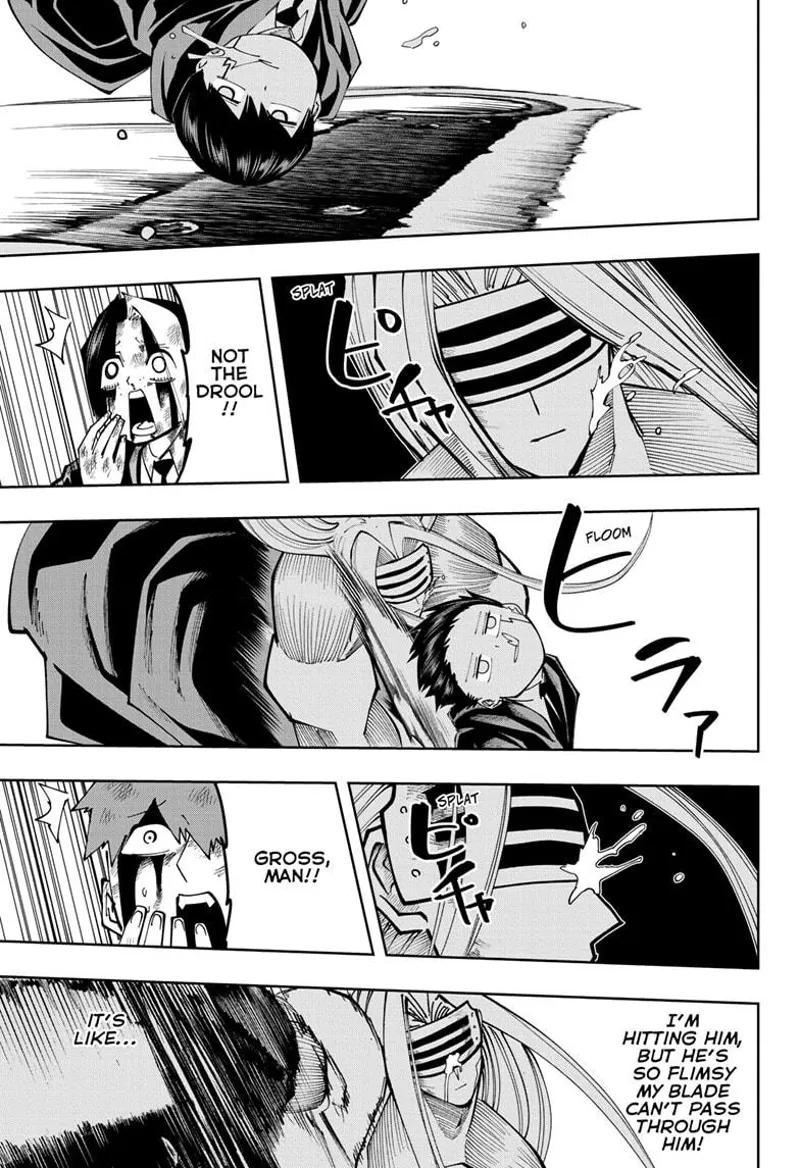 SPLAT
ピチャ
NOT
THE
DROOL
!!
FLOOM
ヒラァ
SPLAT
ピチャ
GROSS,
MAN!!
I'M
HITTING HIM,
BUT HE'S
SO FLIMSY
MY BLADE
CAN'T PASS
THROUGH
HIM!
IT'S
LIKE...